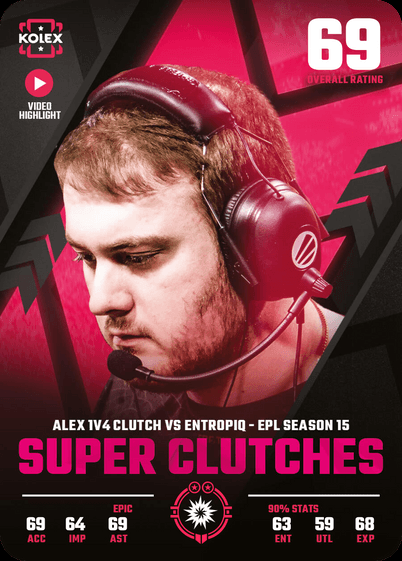 KOLEX
VIDEO
HIGHLIGHT
69
OVERALL RATING
ALEX 1V4 CLUTCH VS ENTROPIQ - EPL SEASON 15
SUPER CLUTCHES
EPIC
90% STATS
69 64 69 63 59 68
ACC IMP AST ENT UTL EXP